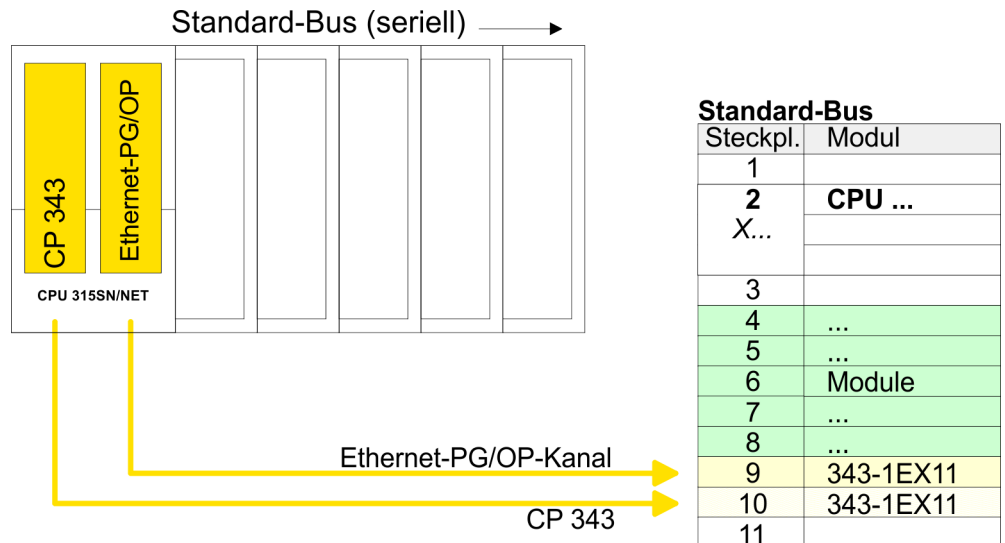 Standard-Bus (seriell)
CP 343
Ethernet-PG/OP
CPU 315SN/NET
Ethernet-PG/OP-Kanal
CP 343
Standard-Bus
Steckpl. Modul
1
2 CPU ...
X...
3
4 ...
5 ...
6 Module
7 ...
8 ...
9 343-1EX11
10 343-1EX11
11